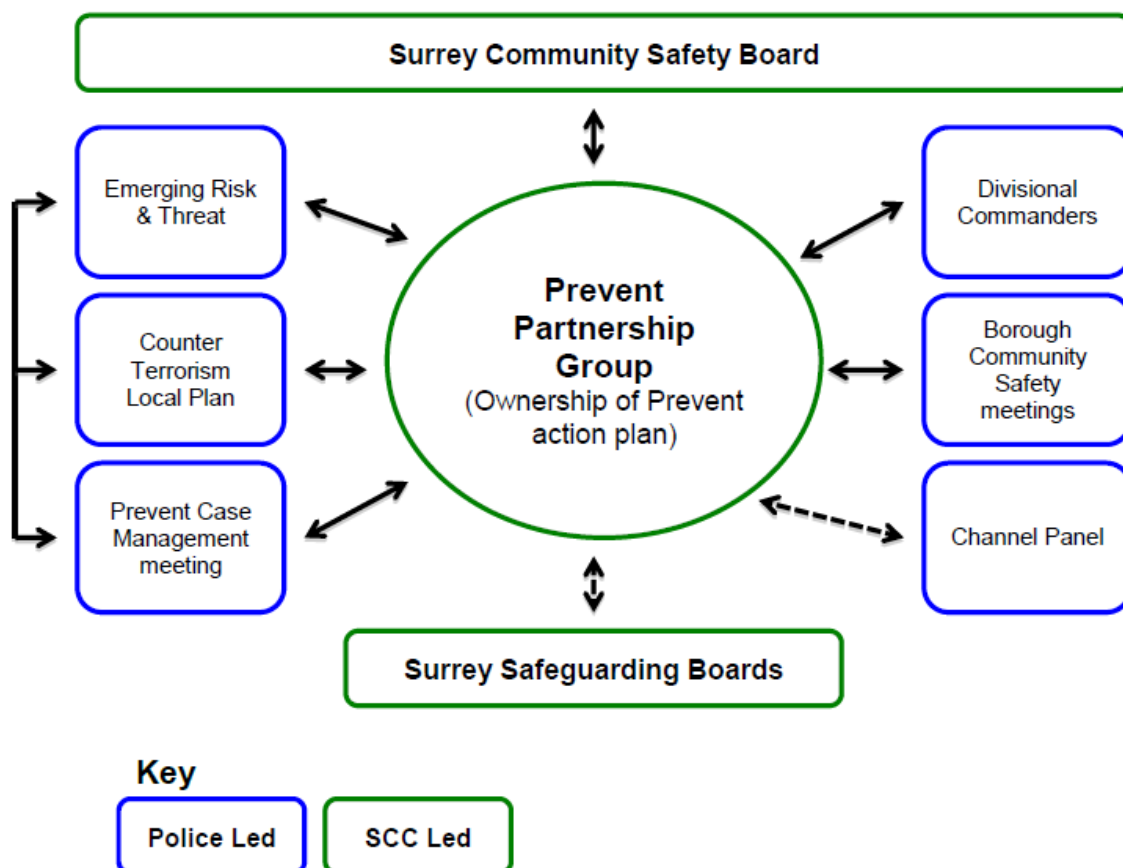 Surrey Community Safety Board
Emerging Risk
& Threat
Divisional
Commanders
Prevent
Partnership
Group
(Ownership of Prevent
action plan)
Counter
Terrorism
Local Plan
Borough
Community
Safety
meetings
Prevent Case
Management
meeting
Channel Panel
Surrey Safeguarding Boards
Key
Police Led
SCC Led